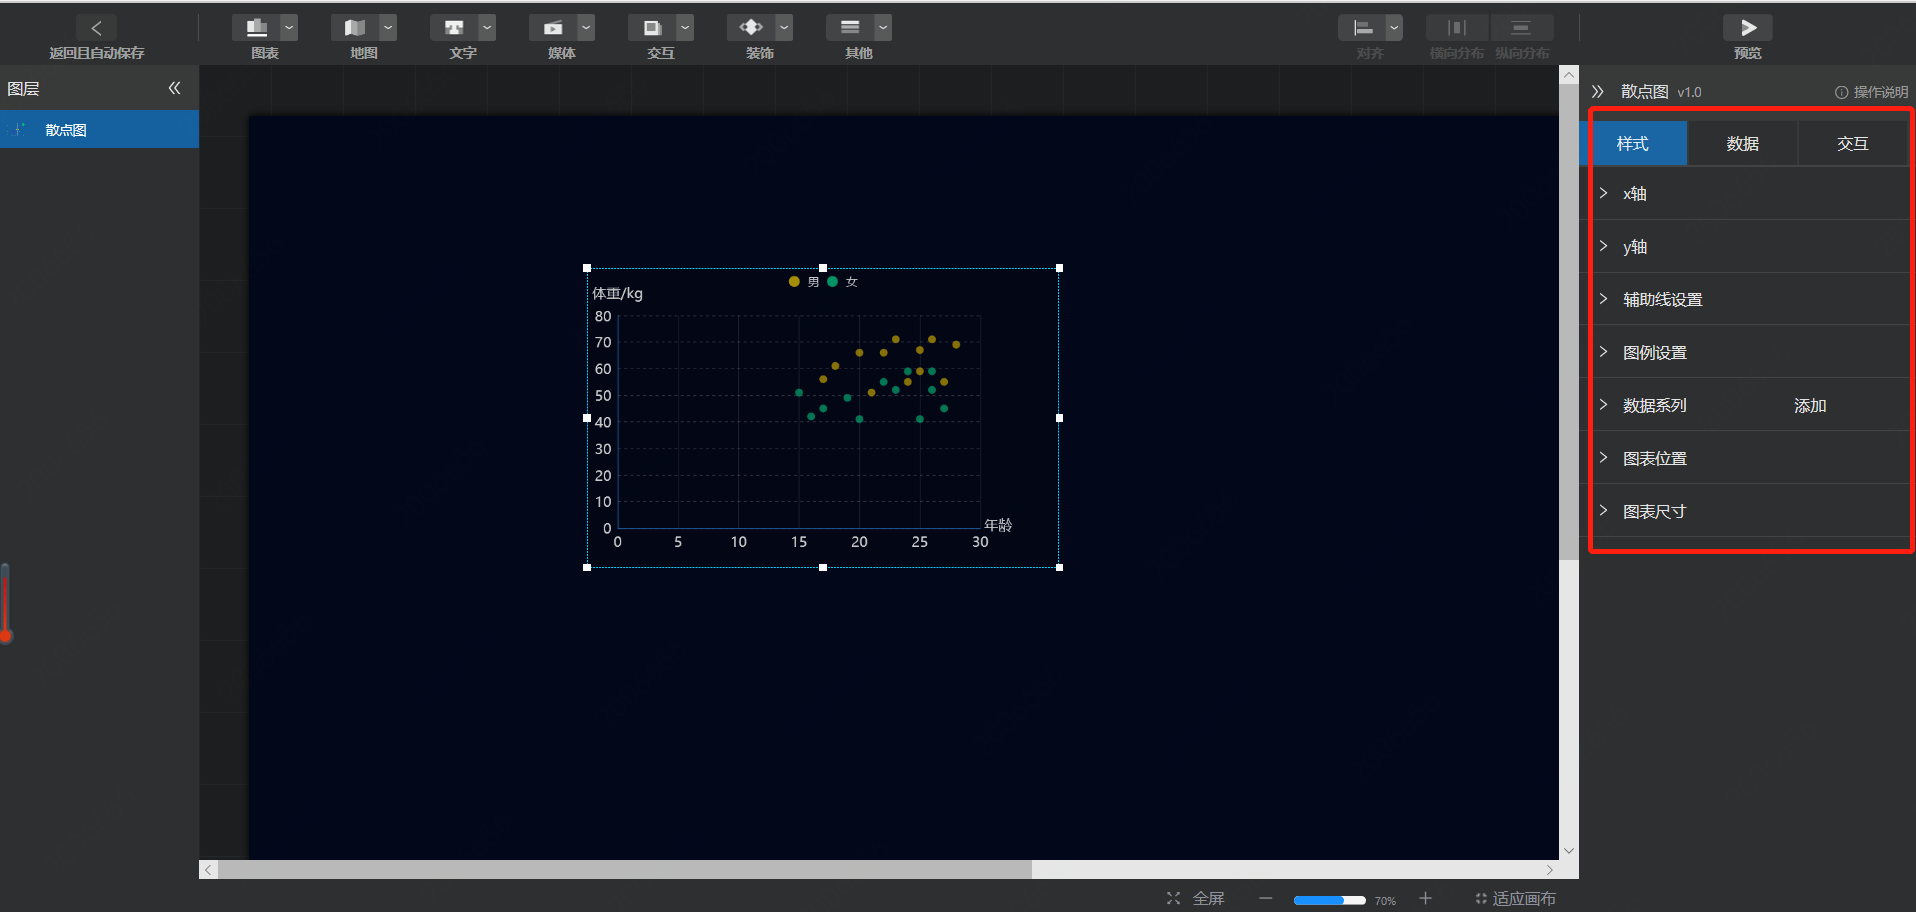 返回且自动保存
图表
地图
文字
媒体
交互
装饰
其他
对齐
横向分布
纵向分布
预览
图层
散点图
散点图 v1.0
操作说明
样式
数据
交互
x轴
y轴
辅助线设置
图例设置
数据系列
添加
图表位置
图表尺寸
男
女
体重/kg
80
70
60
50
40
30
20
10
0
年龄
0
5
10
15
20
25
30
全屏
70%
适应画布